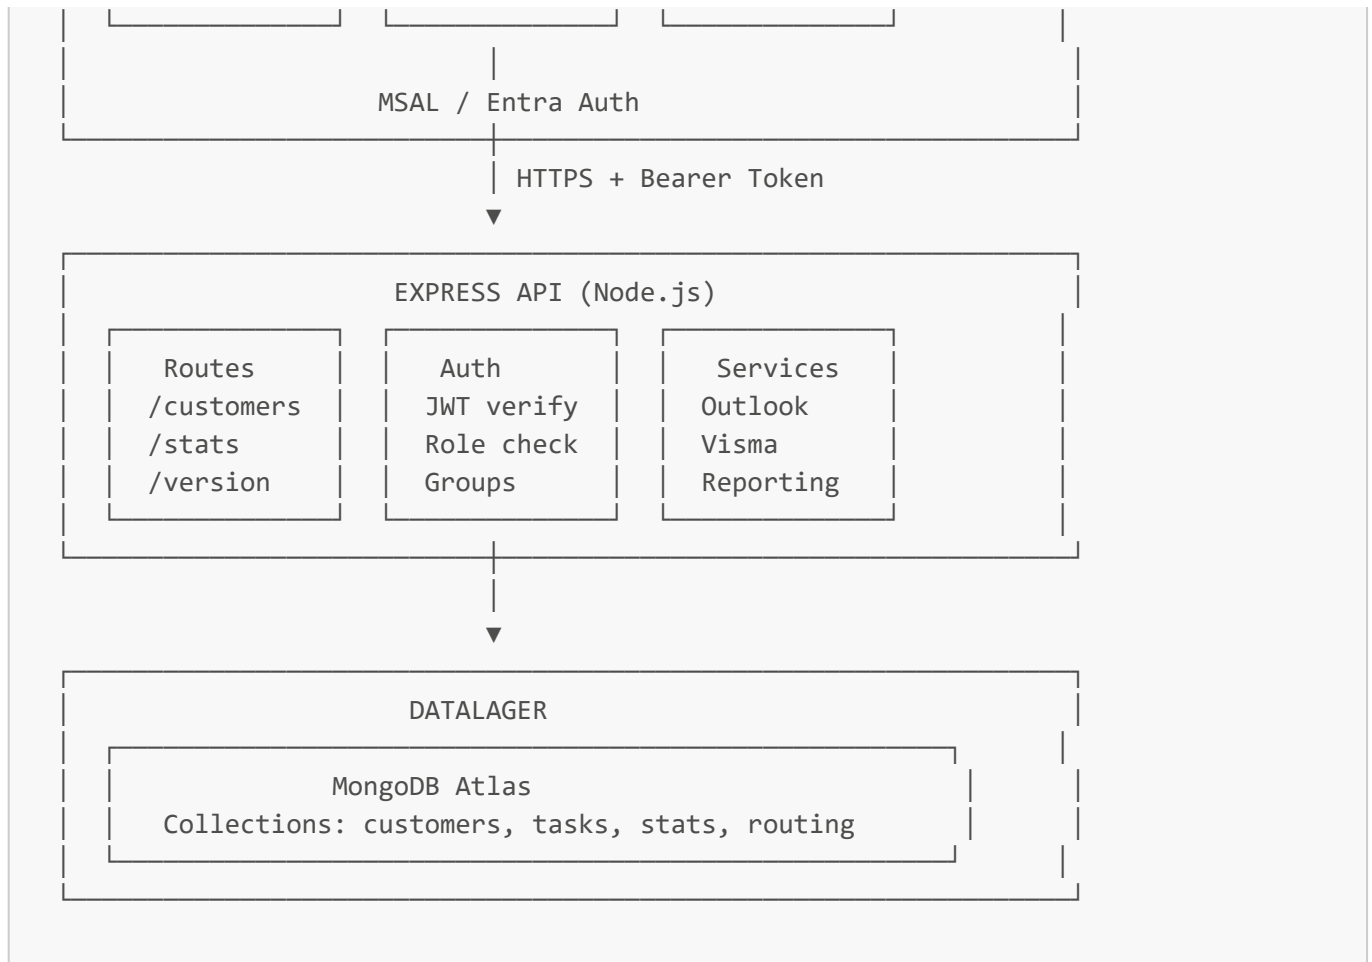 MSAL / Entra Auth
HTTPS + Bearer Token
EXPRESS API (Node.js)
Routes Auth Services
/customers JWT verify Outlook
/stats Role check Visma
/version Groups Reporting
DATALAGER
MongoDB Atlas
Collections: customers, tasks, stats, routing